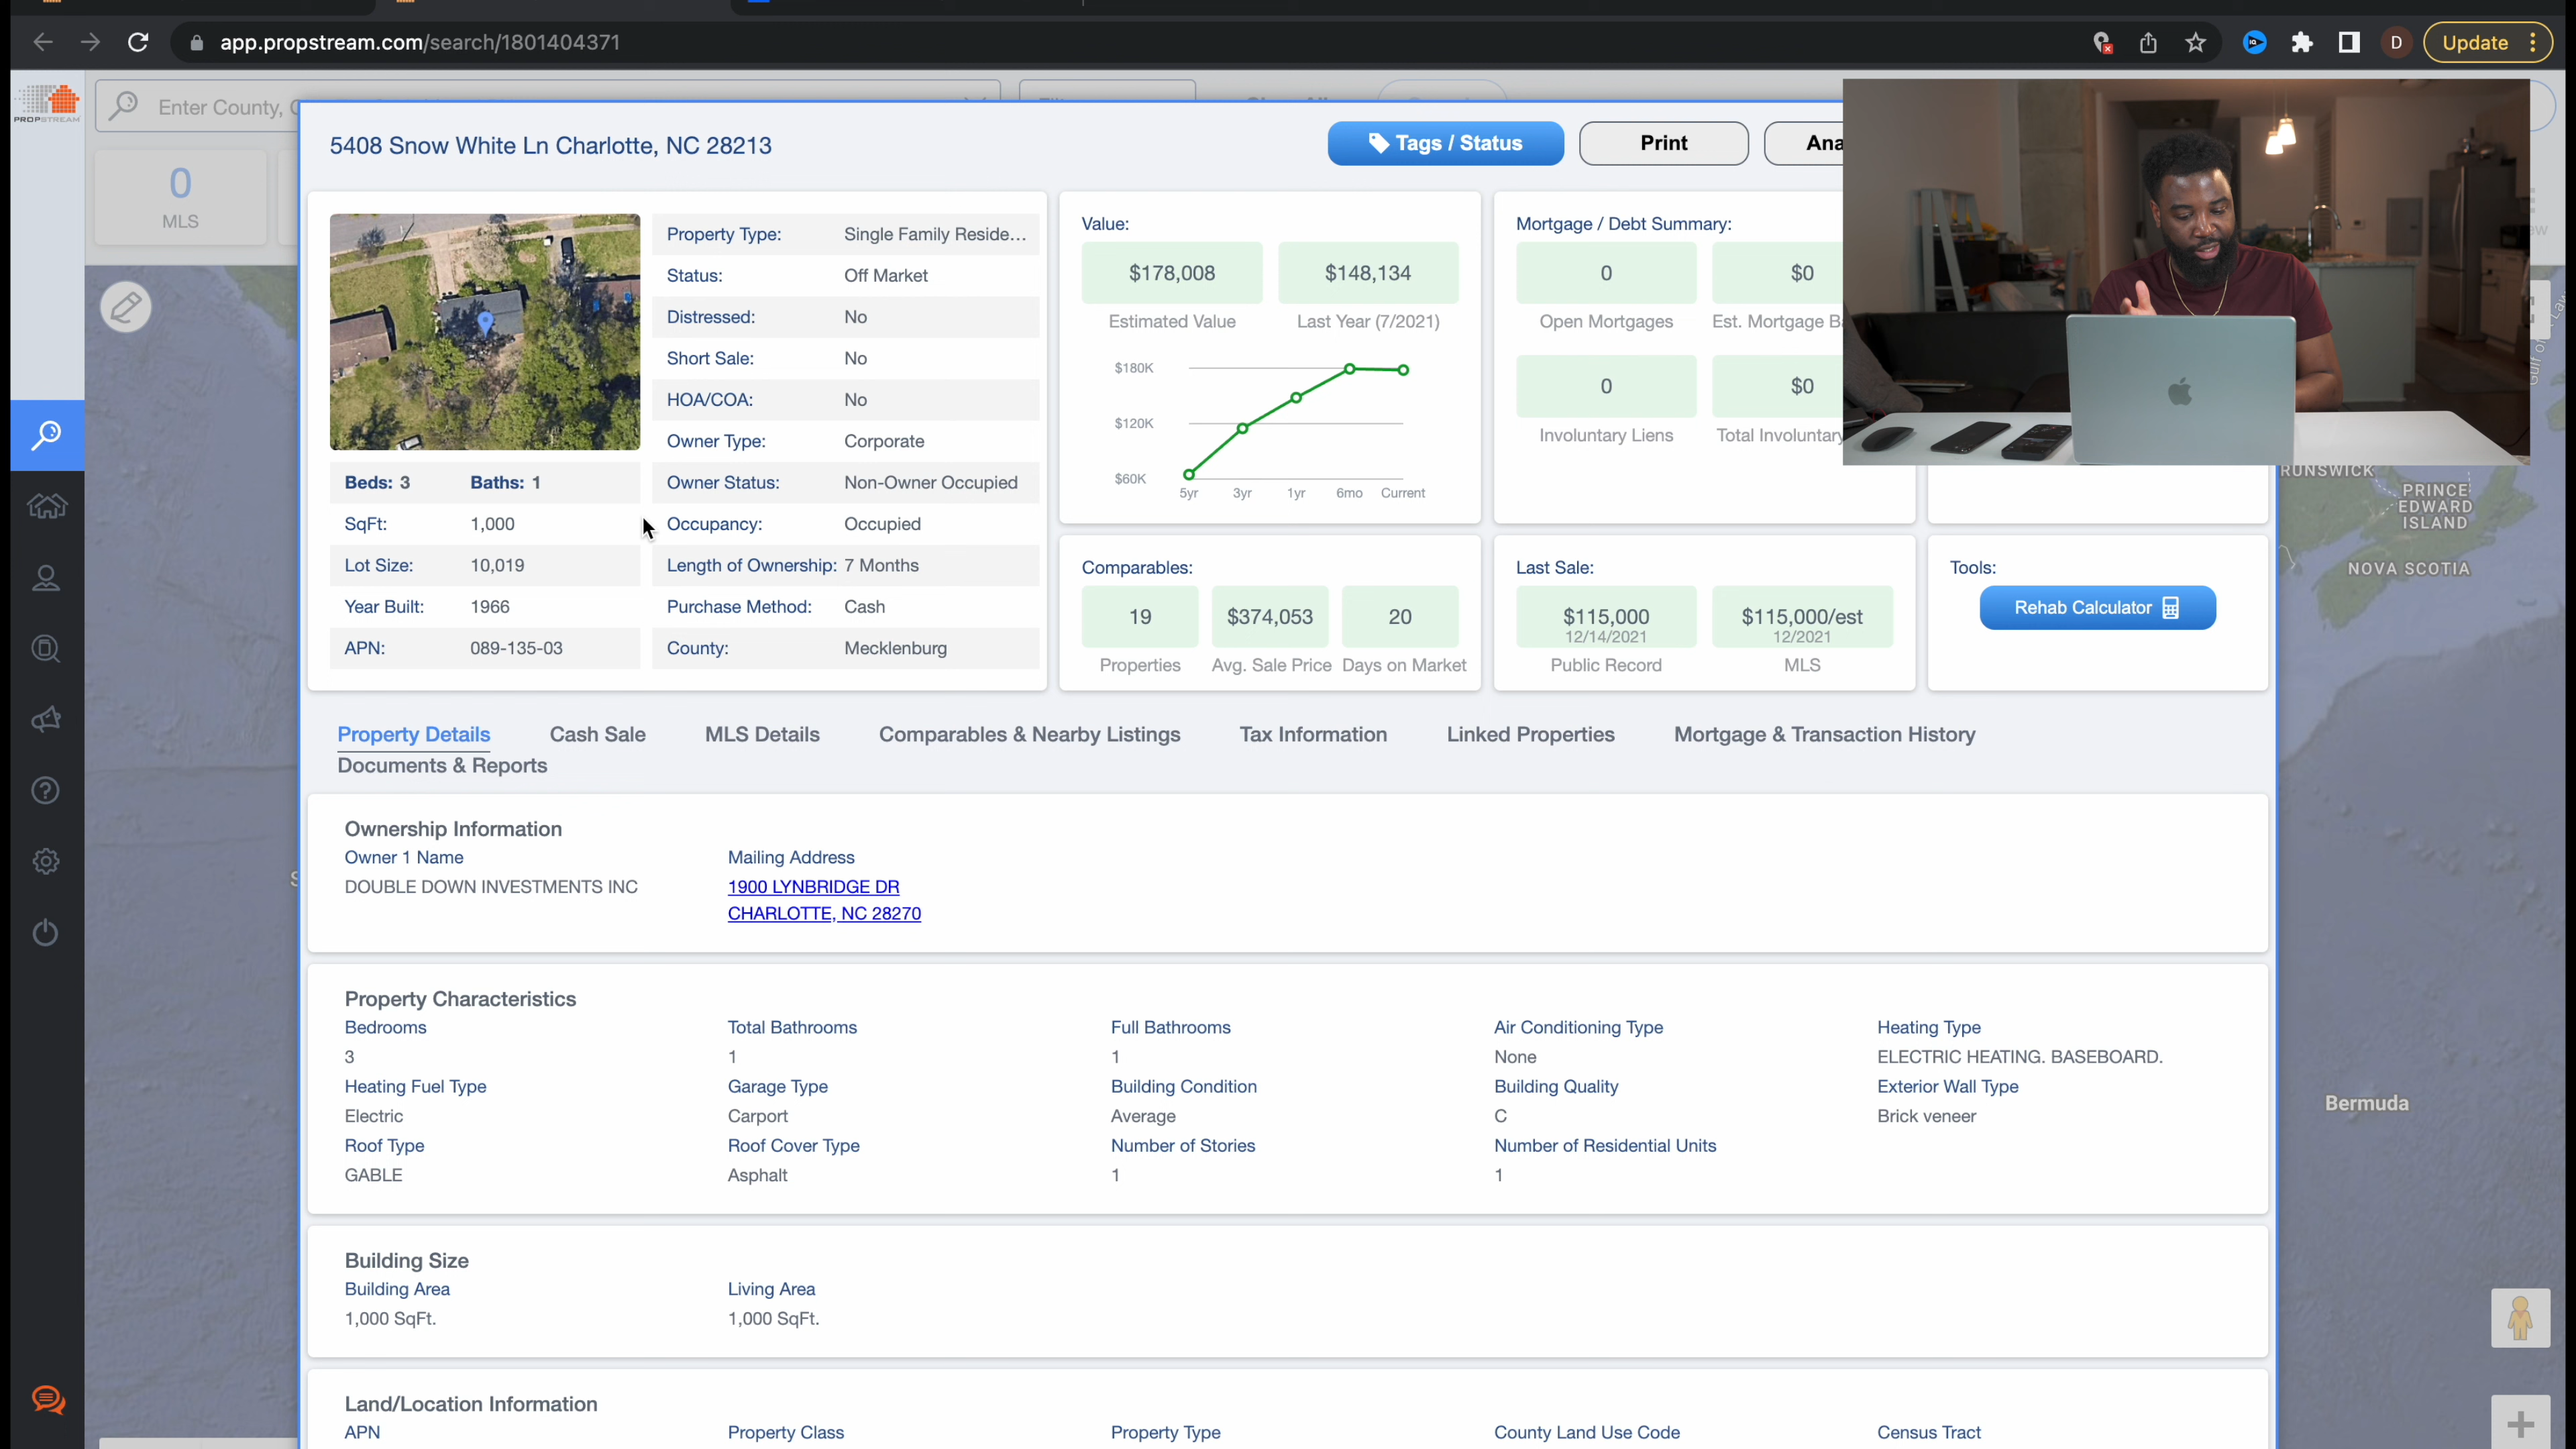 app.propstream.com/search/1801404371
Update
D
PROPSTREAM
Enter County, C
0
MLS
5408 Snow White Ln Charlotte, NC 28213
Tags / Status
Print
Ana
Beds: 3 Baths: 1
SqFt: 1,000
Lot Size: 10,019
Year Built: 1966
APN: 089-135-03
Property Type: Single Family Reside...
Status: Off Market
Distressed: No
Short Sale: No
HOA/COA: No
Owner Type: Corporate
Owner Status: Non-Owner Occupied
Occupancy: Occupied
Length of Ownership: 7 Months
Purchase Method: Cash
County: Mecklenburg
Value:
$178,008 $148,134
Estimated Value Last Year (7/2021)
$180K
$120K
$60K
5yr 3yr 1yr 6mo Current
Mortgage / Debt Summary:
0 $0
Open Mortgages Est. Mortgage B
0 $0
Involuntary Liens Total Involuntary
Comparables:
19 $374,053 20
Properties Avg. Sale Price Days on Market
Last Sale:
$115,000 $115,000/est
12/14/2021 12/2021
Public Record MLS
Tools:
Rehab Calculator
RUNSWICK
PRINCE
EDWARD
ISLAND
NOVA SCOTIA
Gulf o
Bermuda
Property Details Cash Sale MLS Details Comparables & Nearby Listings Tax Information Linked Properties Mortgage & Transaction History
Documents & Reports
Ownership Information
Owner 1 Name Mailing Address
DOUBLE DOWN INVESTMENTS INC 1900 LYNBRIDGE DR
CHARLOTTE, NC 28270
Property Characteristics
Bedrooms Total Bathrooms Full Bathrooms Air Conditioning Type Heating Type
3 1 1 None ELECTRIC HEATING. BASEBOARD.
Heating Fuel Type Garage Type Building Condition Building Quality Exterior Wall Type
Electric Carport Average C Brick veneer
Roof Type Roof Cover Type Number of Stories Number of Residential Units
GABLE Asphalt 1 1
Building Size
Building Area Living Area
1,000 SqFt. 1,000 SqFt.
Land/Location Information
APN Property Class Property Type County Land Use Code Census Tract